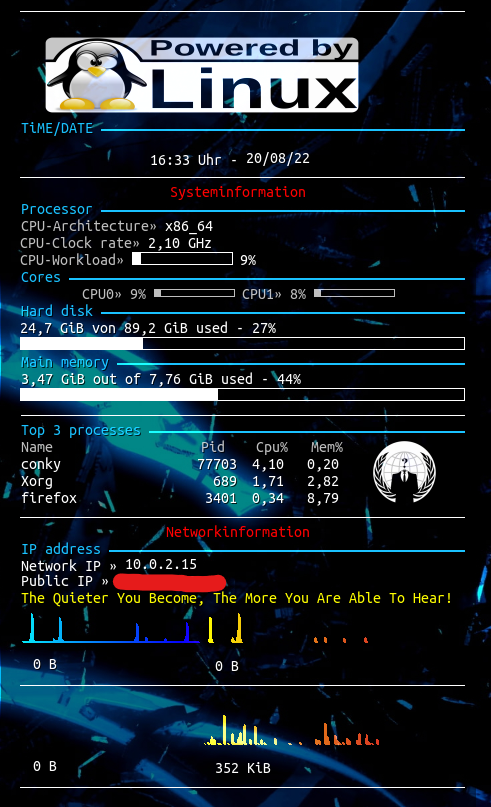 Powered by
Linux
TiME/DATE
16:33 Uhr - 20/08/22
Systeminformation
Processor
CPU-Architecture» x86_64
CPU-Clock rate» 2,10 GHz
CPU-Workload» 9%
Cores
CPU0» 9% CPU1» 8%
Hard disk
24,7 GiB von 89,2 GiB used - 27%
Main memory
3,47 GiB out of 7,76 GiB used - 44%
Top 3 processes
Name Pid Cpu% Mem%
conky 77703 4,10 0,20
Xorg 689 1,71 2,82
firefox 3401 0,34 8,79
?
Networkinformation
IP address
Network IP » 10.0.2.15
Public IP »
The Quieter You Become, The More You Are Able To Hear!
0 B 0 B
0 B 352 KiB